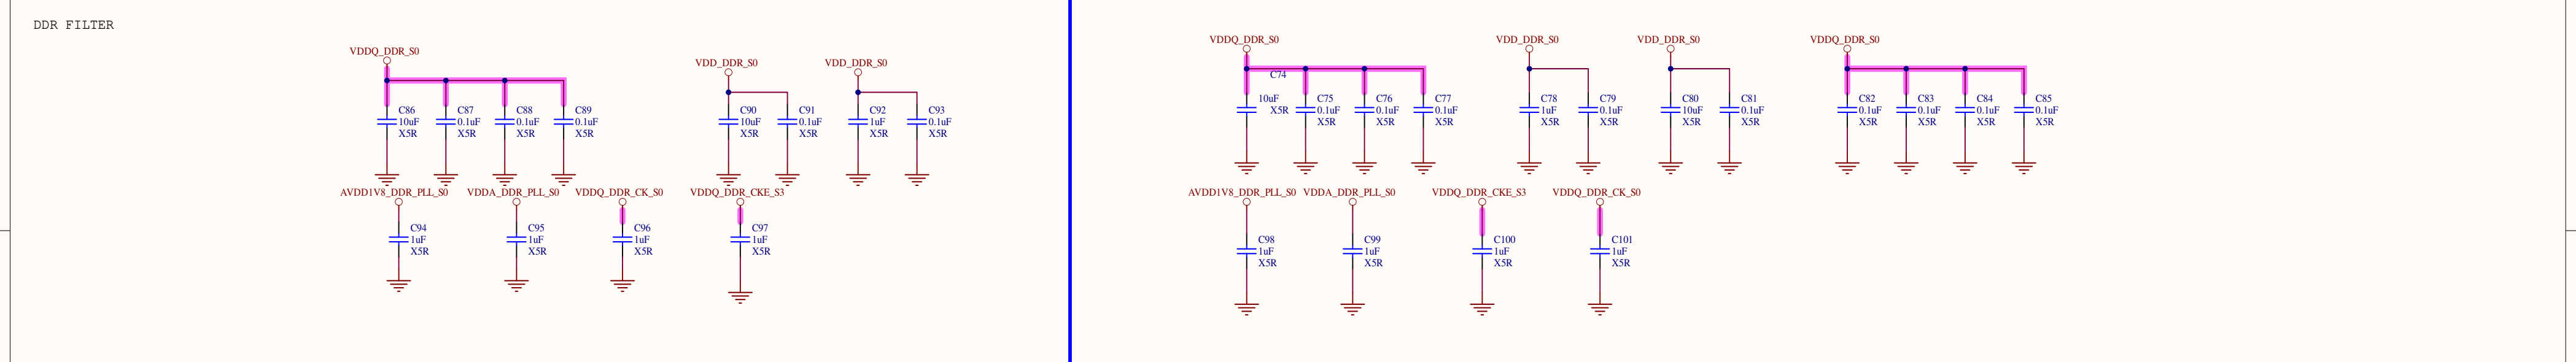 DDR FILTER
VDDQ_DDR_S0
C86
10uF
X5R
C87
0.1uF
X5R
C88
0.1uF
X5R
C89
0.1uF
X5R
VDD_DDR_S0
C90
10uF
X5R
C91
0.1uF
X5R
VDD_DDR_S0
C92
1uF
X5R
C93
0.1uF
X5R
AVDD1V8_DDR_PLL_S0
C94
1uF
X5R
VDDA_DDR_PLL_S0
C95
1uF
X5R
VDDQ_DDR_CK_S0
C96
1uF
X5R
VDDQ_DDR_CKE_S3
C97
1uF
X5R
VDDQ_DDR_S0
C74
10uF
X5R
C75
0.1uF
X5R
C76
0.1uF
X5R
C77
0.1uF
X5R
VDD_DDR_S0
C78
1uF
X5R
C79
0.1uF
X5R
VDD_DDR_S0
C80
10uF
X5R
C81
0.1uF
X5R
VDDQ_DDR_S0
C82
0.1uF
X5R
C83
0.1uF
X5R
C84
0.1uF
X5R
C85
0.1uF
X5R
AVDD1V8_DDR_PLL_S0
C98
1uF
X5R
VDDA_DDR_PLL_S0
C99
1uF
X5R
VDDQ_DDR_CKE_S3
C100
1uF
X5R
VDDQ_DDR_CK_S0
C101
1uF
X5R